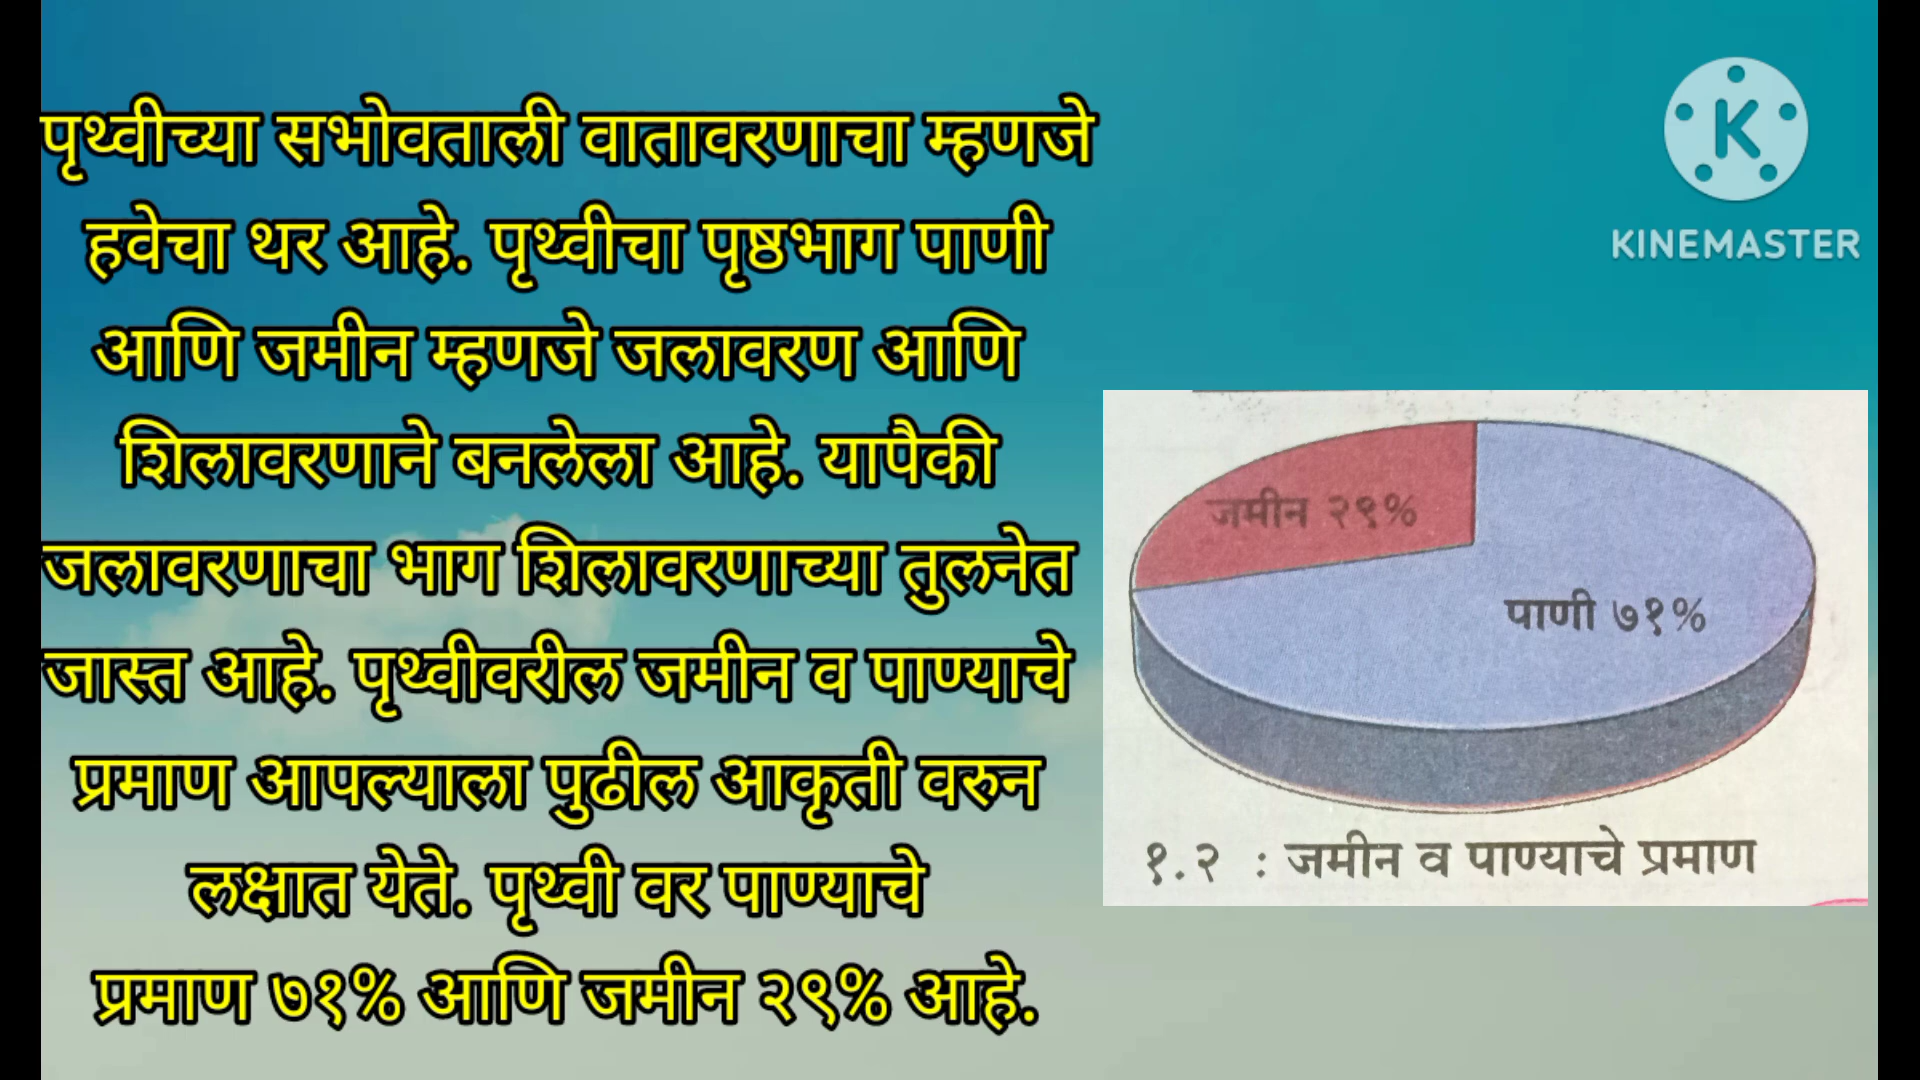 पृथ्वीच्या सभोवताली वातावरणाचा म्हणजे
हवेचा थर आहे. पृथ्वीचा पृष्ठभाग पाणी
आणि जमीन म्हणजे जलावरण आणि
शिलावरणाने बनलेला आहे. यापैकी
जलावरणाचा भाग शिलावरणाच्या तुलनेत
जास्त आहे. पृथ्वीवरील जमीन व पाण्याचे
प्रमाण आपल्याला पुढील आकृती वरुन
लक्षात येते. पृथ्वी वर पाण्याचे
प्रमाण ७१% आणि जमीन २९% आहे.
K
KINEMASTER
जमीन २९%
पाणी ७१%
१.२ : जमीन व पाण्याचे प्रमाण